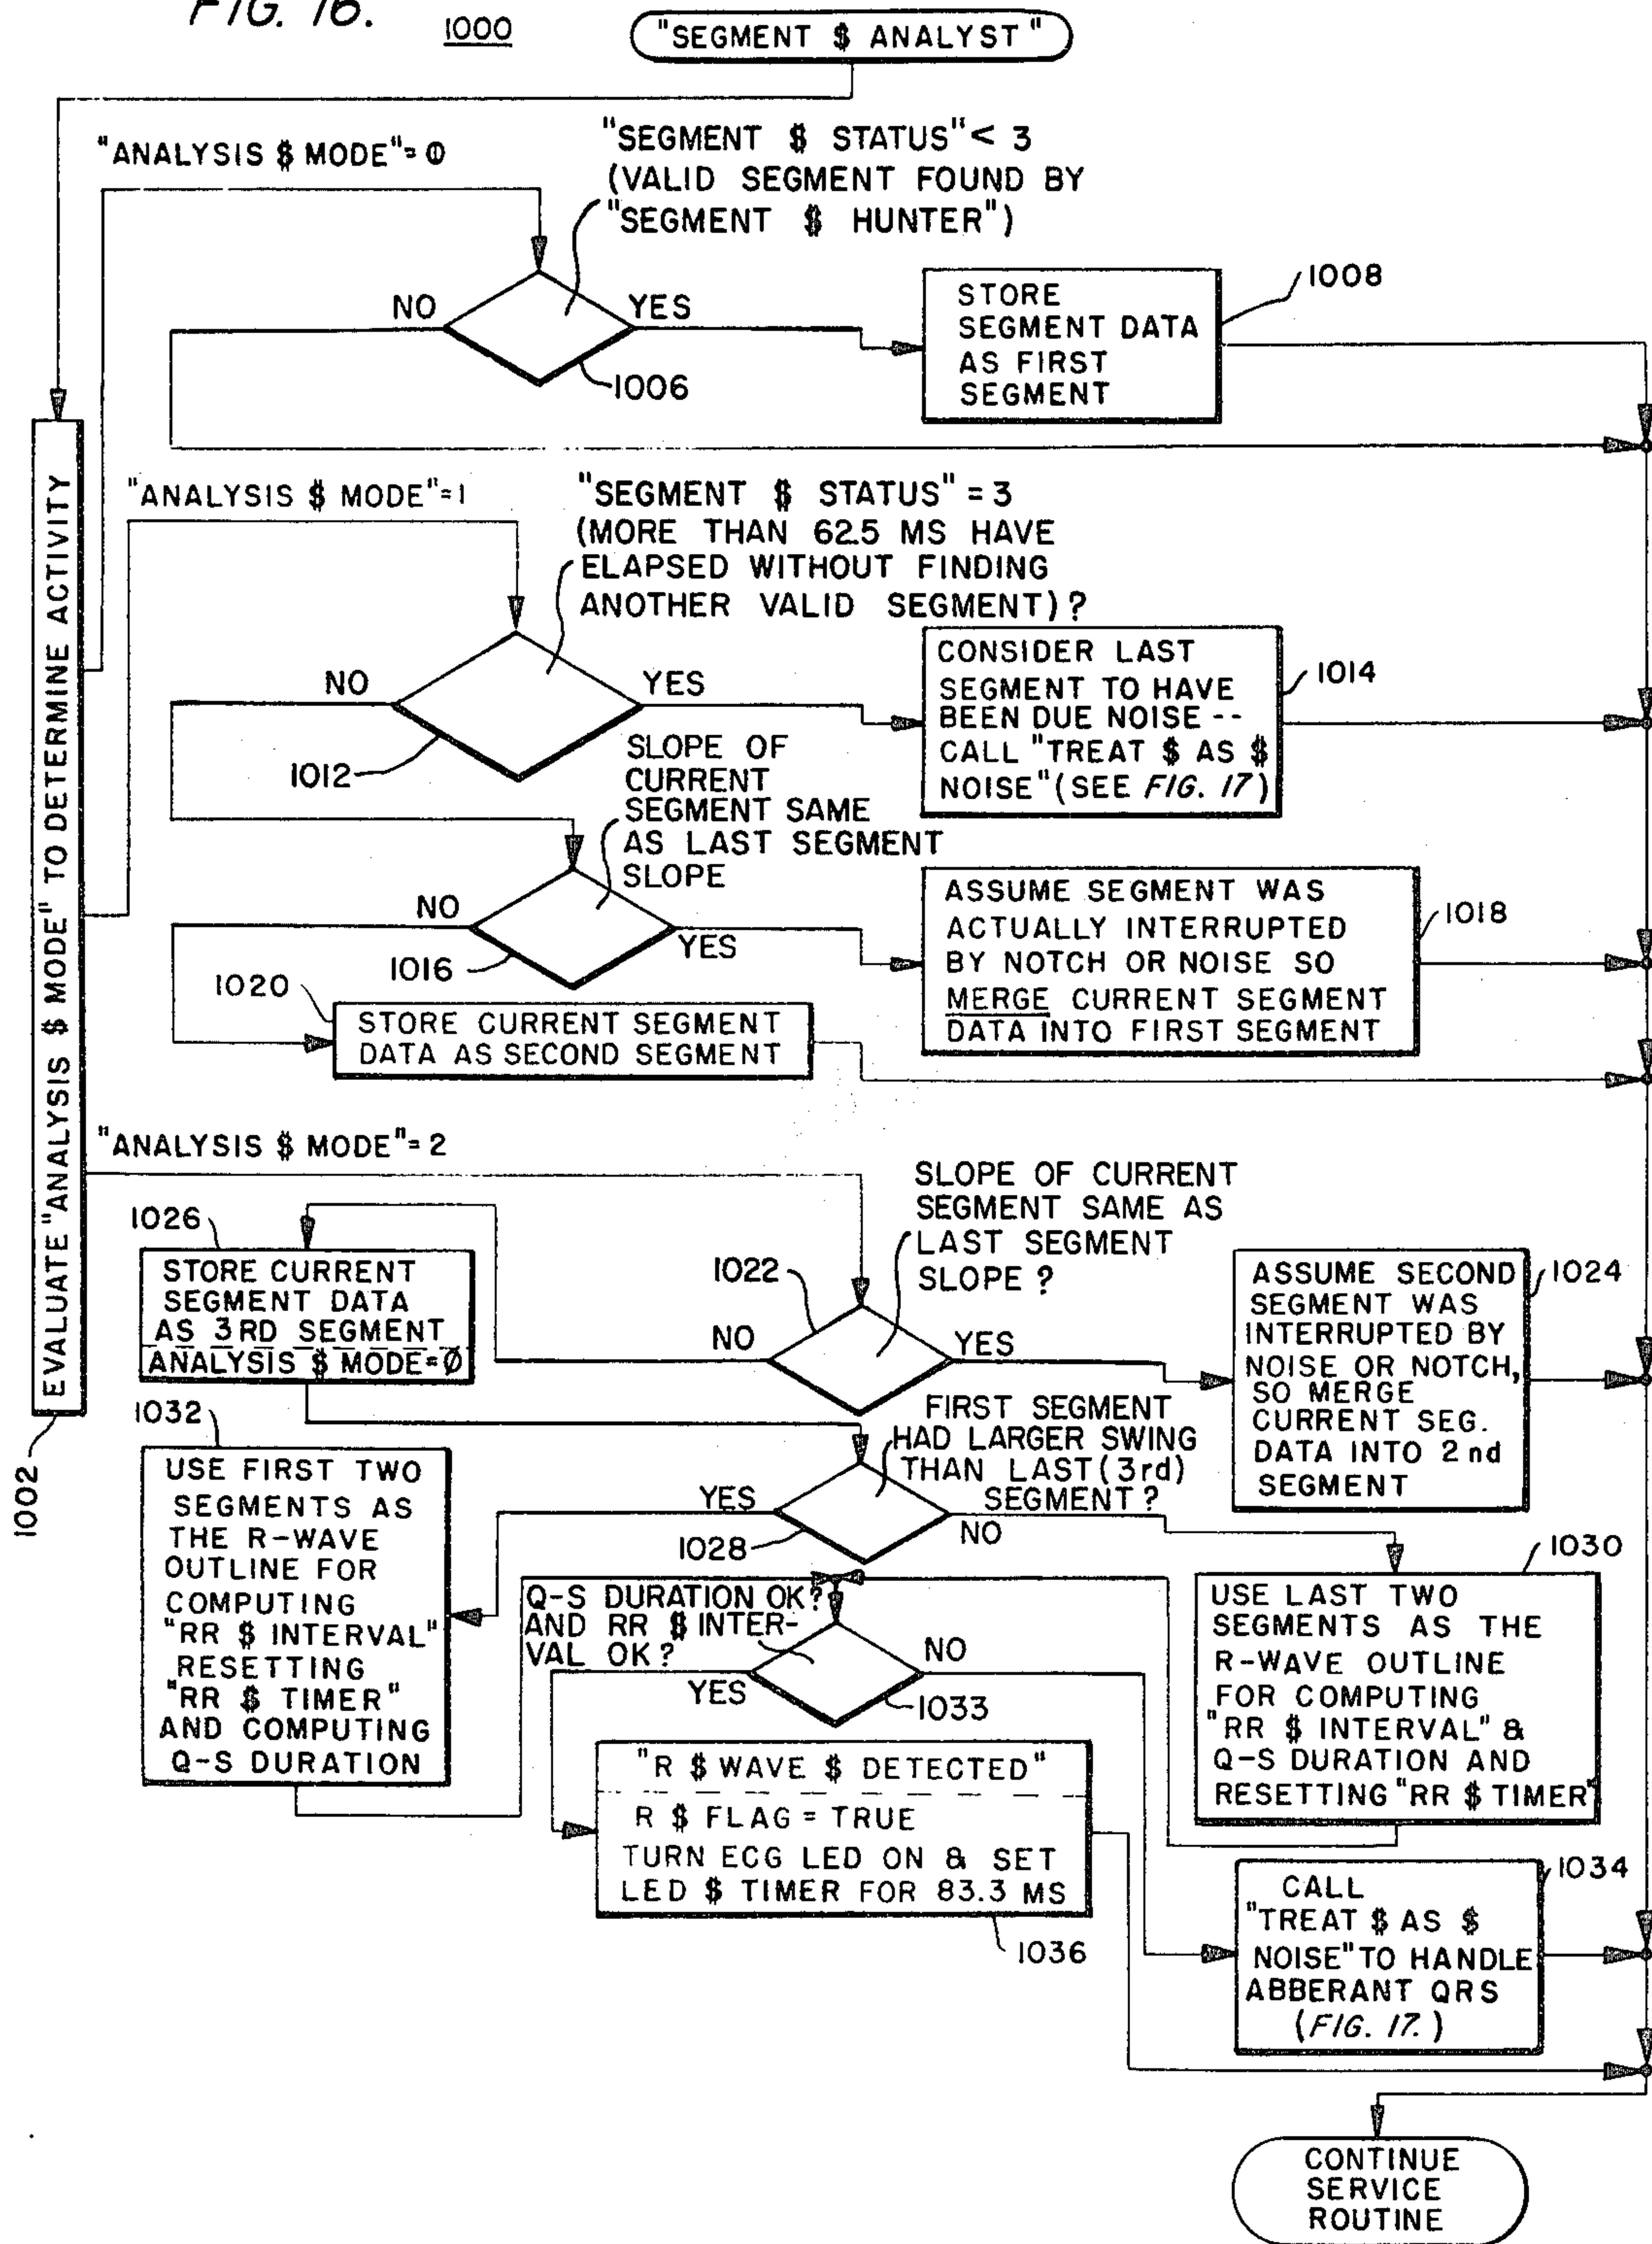 FIG. 16.
1000
"SEGMENT $ ANALYST"
"ANALYSIS $ MODE"=0
"SEGMENT $ STATUS" < 3
(VALID SEGMENT FOUND BY
"SEGMENT $ HUNTER")
NO
YES
1006
STORE
SEGMENT DATA
AS FIRST
SEGMENT
1008
EVALUATE "ANALYSIS $ MODE" TO DETERMINE ACTIVITY
1002
"ANALYSIS $ MODE"=1
"SEGMENT $ STATUS" = 3
(MORE THAN 62.5 MS HAVE
ELAPSED WITHOUT FINDING
ANOTHER VALID SEGMENT)?
NO
YES
1012
CONSIDER LAST
SEGMENT TO HAVE
BEEN DUE NOISE --
CALL "TREAT $ AS $
NOISE" (SEE FIG. 17)
1014
SLOPE OF
CURRENT
SEGMENT SAME
AS LAST SEGMENT
SLOPE
NO
YES
1016
ASSUME SEGMENT WAS
ACTUALLY INTERRUPTED
BY NOTCH OR NOISE SO
MERGE CURRENT SEGMENT
DATA INTO FIRST SEGMENT
1018
1020
STORE CURRENT SEGMENT
DATA AS SECOND SEGMENT
"ANALYSIS $ MODE"=2
SLOPE OF CURRENT
SEGMENT SAME AS
LAST SEGMENT
SLOPE ?
1022
NO
YES
1026
STORE CURRENT
SEGMENT DATA
AS 3RD SEGMENT
ANALYSIS $ MODE=Ø
ASSUME SECOND
SEGMENT WAS
INTERRUPTED BY
NOISE OR NOTCH,
SO MERGE
CURRENT SEG.
DATA INTO 2nd
SEGMENT
1024
FIRST SEGMENT
HAD LARGER SWING
THAN LAST (3rd)
SEGMENT ?
YES
NO
1028
1032
USE FIRST TWO
SEGMENTS AS
THE R-WAVE
OUTLINE FOR
COMPUTING
"RR $ INTERVAL"
RESETTING
"RR $ TIMER"
AND COMPUTING
Q-S DURATION
1030
USE LAST TWO
SEGMENTS AS THE
R-WAVE OUTLINE
FOR COMPUTING
"RR $ INTERVAL" &
Q-S DURATION AND
RESETTING "RR $ TIMER"
Q-S DURATION OK?
AND RR $ INTER-
VAL OK?
NO
YES
1033
"R $ WAVE $ DETECTED"
R $ FLAG = TRUE
TURN ECG LED ON & SET
LED $ TIMER FOR 83.3 MS
1036
CALL
"TREAT $ AS $
NOISE" TO HANDLE
ABBERANT QRS
(FIG. 17.)
1034
CONTINUE
SERVICE
ROUTINE